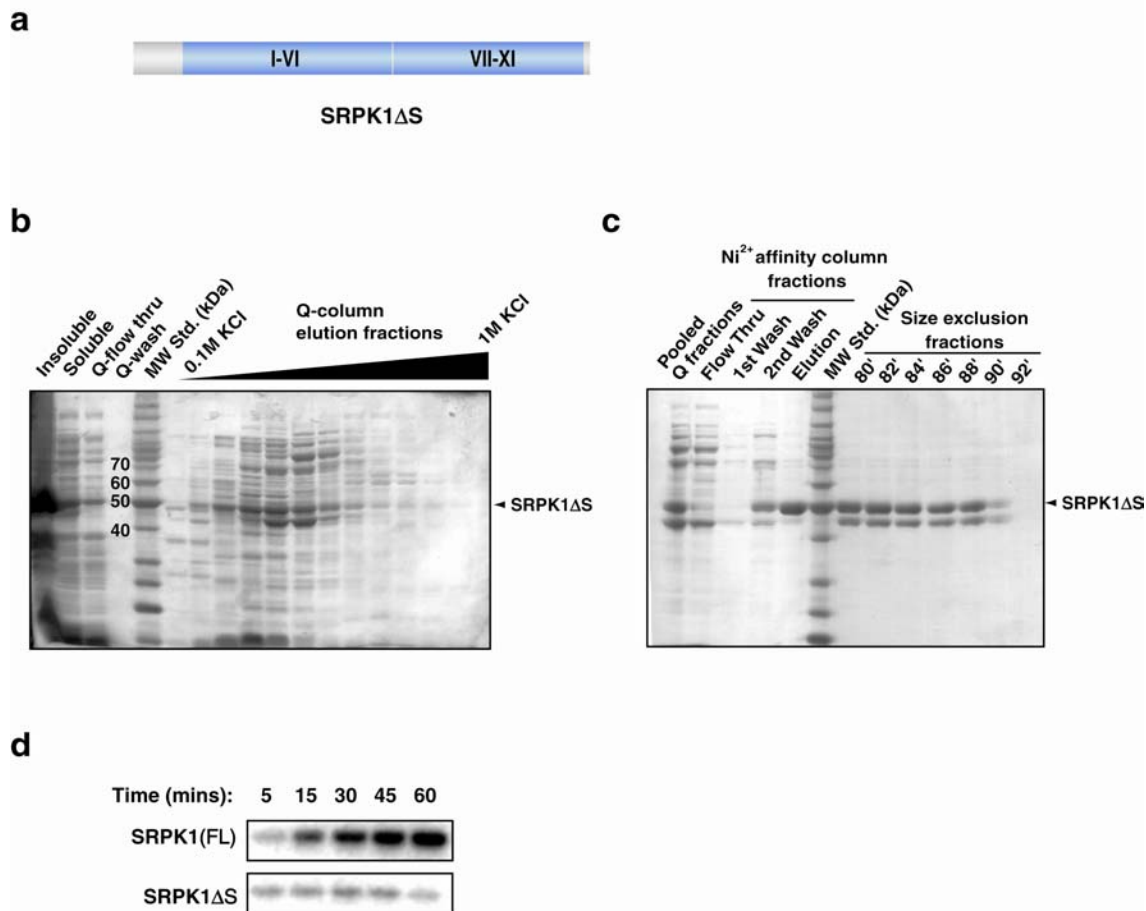 a
I-VI VII-XI
SRPK1ΔS
b
Insoluble
Soluble
Q-flow thru
Q-wash
MW Std. (kDa)
0.1M KCl
Q-column
elution fractions
1M KCl
70
60
50
40
SRPK1ΔS
c
Ni2+ affinity column
fractions
Pooled
Q fractions
Flow Thru
1st Wash
2nd Wash
Elution
MW Std. (kDa)
Size exclusion
fractions
80' 82' 84' 86' 88' 90' 92'
SRPK1ΔS
d
Time (mins): 5 15 30 45 60
SRPK1(FL)
SRPK1ΔS